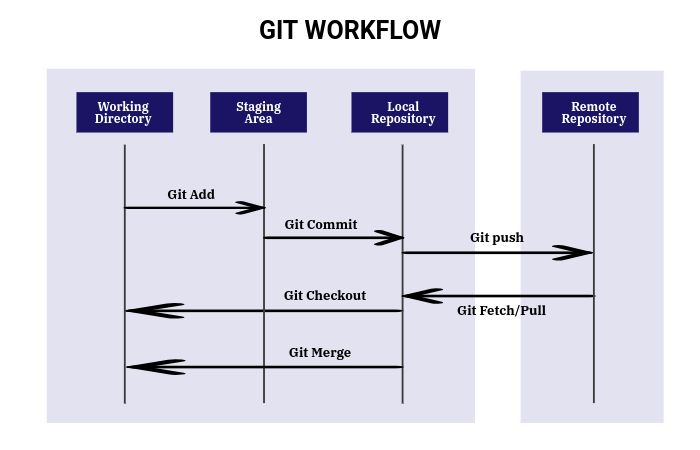 GIT WORKFLOW
Working
Directory
Staging
Area
Local
Repository
Remote
Repository
Git Add
Git Commit
Git push
Git Checkout
Git Fetch/Pull
Git Merge